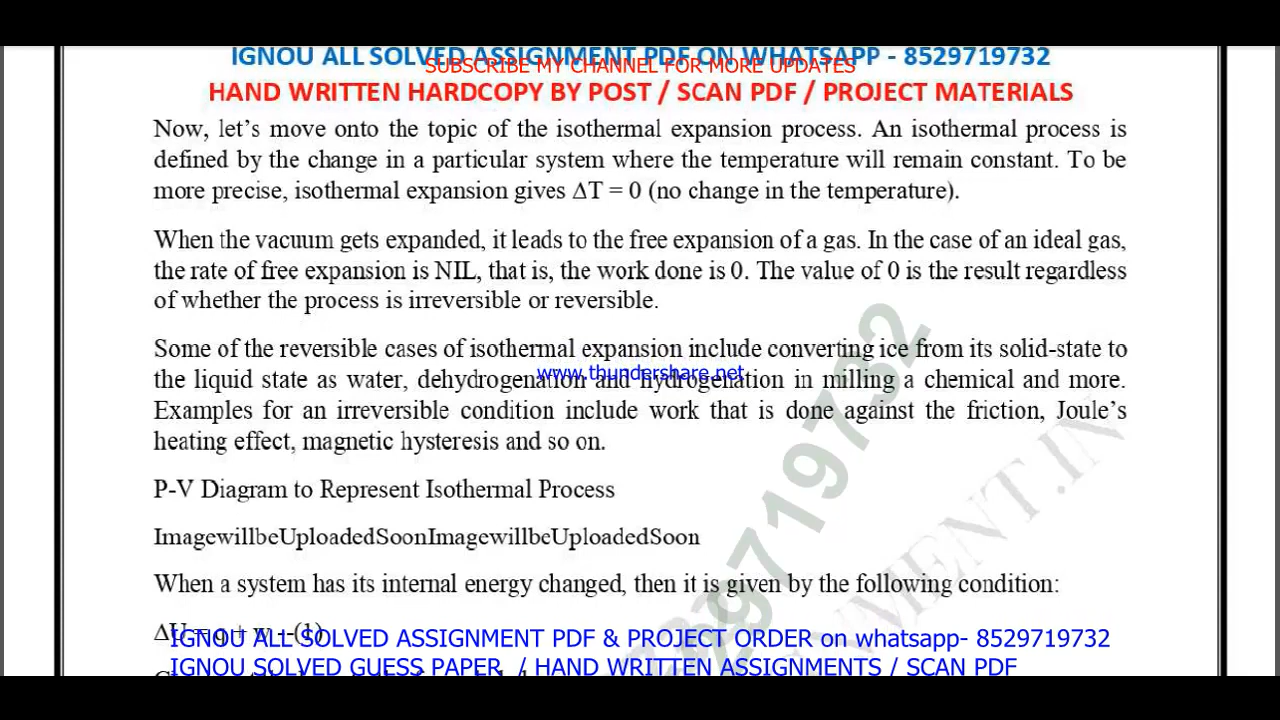 IGNOU ALL SOLVED ASSIGNMENT PDF ON WHATSAPP - 8529719732
SUBSCRIBE MY CHANNEL FOR MORE UPDATES
HAND WRITTEN HARDCOPY BY POST / SCAN PDF / PROJECT MATERIALS
Now, let's move onto the topic of the isothermal expansion process. An isothermal process is
defined by the change in a particular system where the temperature will remain constant. To be
more precise, isothermal expansion gives ΔT = 0 (no change in the temperature).
When the vacuum gets expanded, it leads to the free expansion of a gas. In the case of an ideal gas,
the rate of free expansion is NIL, that is, the work done is 0. The value of 0 is the result regardless
of whether the process is irreversible or reversible.
Some of the reversible cases of isothermal expansion include converting ice from its solid-state to
www.thundershare.net
the liquid state as water, dehydrogenation and hydrogenation in milling a chemical and more.
Examples for an irreversible condition include work that is done against the friction, Joule's
heating effect, magnetic hysteresis and so on.
P-V Diagram to Represent Isothermal Process
ImagewillbeUploadedSoonImagewillbeUploadedSoon
When a system has its internal energy changed, then it is given by the following condition:
ΔU = q + w --(1)
IGNOU ALL SOLVED ASSIGNMENT PDF & PROJECT ORDER on whatsapp- 8529719732
IGNOU SOLVED GUESS PAPER / HAND WRITTEN ASSIGNMENTS / SCAN PDF